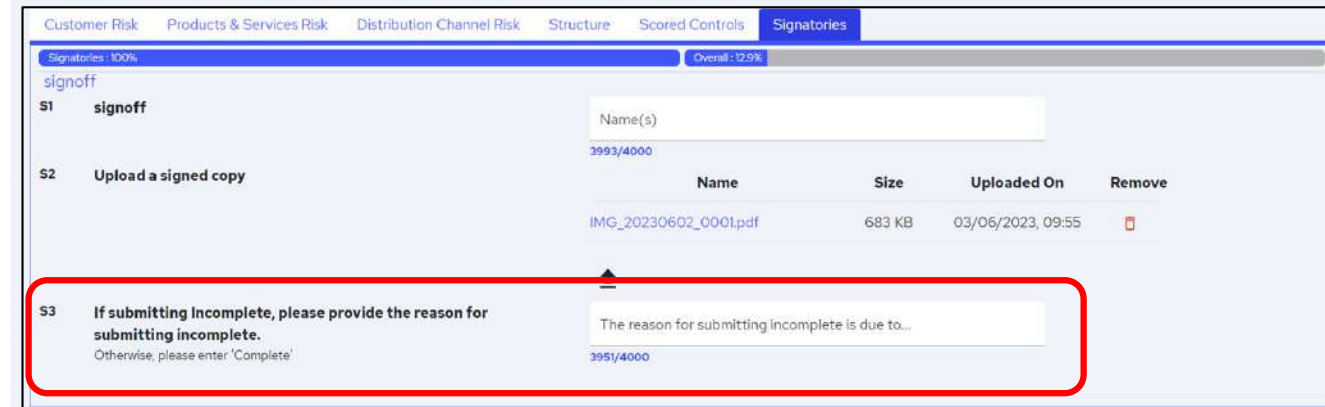 Customer Risk Products & Services Risk Distribution Channel Risk Structure Scored Controls Signatories
Signatories : 100% Overall : 12.9%
signoff
S1 signoff Name(s)
3993/4000
S2 Upload a signed copy Name Size Uploaded On Remove
IMG_20230602_0001.pdf 683 KB 03/06/2023, 09:55
S3 If submitting Incomplete, please provide the reason for
submitting incomplete.
The reason for submitting incomplete is due to...
Otherwise, please enter 'Complete'
3951/4000